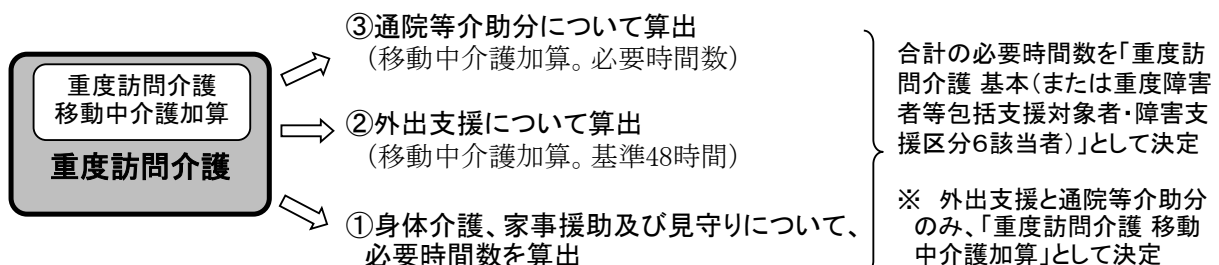 重度訪問介護
移動中介護加算
重度訪問介護
③通院等介助分について算出
(移動中介護加算。必要時間数)
②外出支援について算出
(移動中介護加算。基準48時間)
①身体介護、家事援助及び見守りについて、
必要時間数を算出
合計の必要時間数を「重度訪
問介護 基本(または重度障害
者等包括支援対象者・障害支
援区分6該当者)」として決定
※ 外出支援と通院等介助分
のみ、「重度訪問介護 移動
中介護加算」として決定